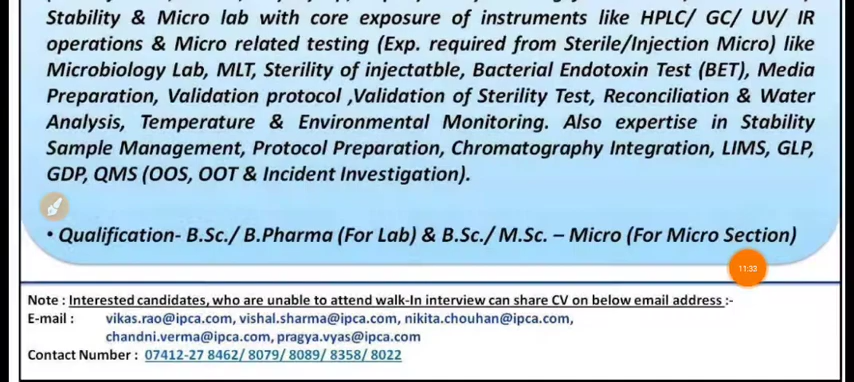 Stability & Micro lab with core exposure of instruments like HPLC/ GC/ UV/ IR
operations & Micro related testing (Exp. required from Sterile/Injection Micro) like
Microbiology Lab, MLT, Sterility of injectatble, Bacterial Endotoxin Test (BET), Media
Preparation, Validation protocol ,Validation of Sterility Test, Reconciliation & Water
Analysis, Temperature & Environmental Monitoring. Also expertise in Stability
Sample Management, Protocol Preparation, Chromatography Integration, LIMS, GLP,
GDP, QMS (OOS, OOT & Incident Investigation).
• Qualification- B.Sc./ B.Pharma (For Lab) & B.Sc./ M.Sc. – Micro (For Micro Section)
11:33
Note : Interested candidates, who are unable to attend walk-In interview can share CV on below email address :-
E-mail : vikas.rao@ipca.com, vishal.sharma@ipca.com, nikita.chouhan@ipca.com,
chandni.verma@ipca.com, pragya.vyas@ipca.com
Contact Number : 07412-27 8462/ 8079/ 8089/ 8358/ 8022